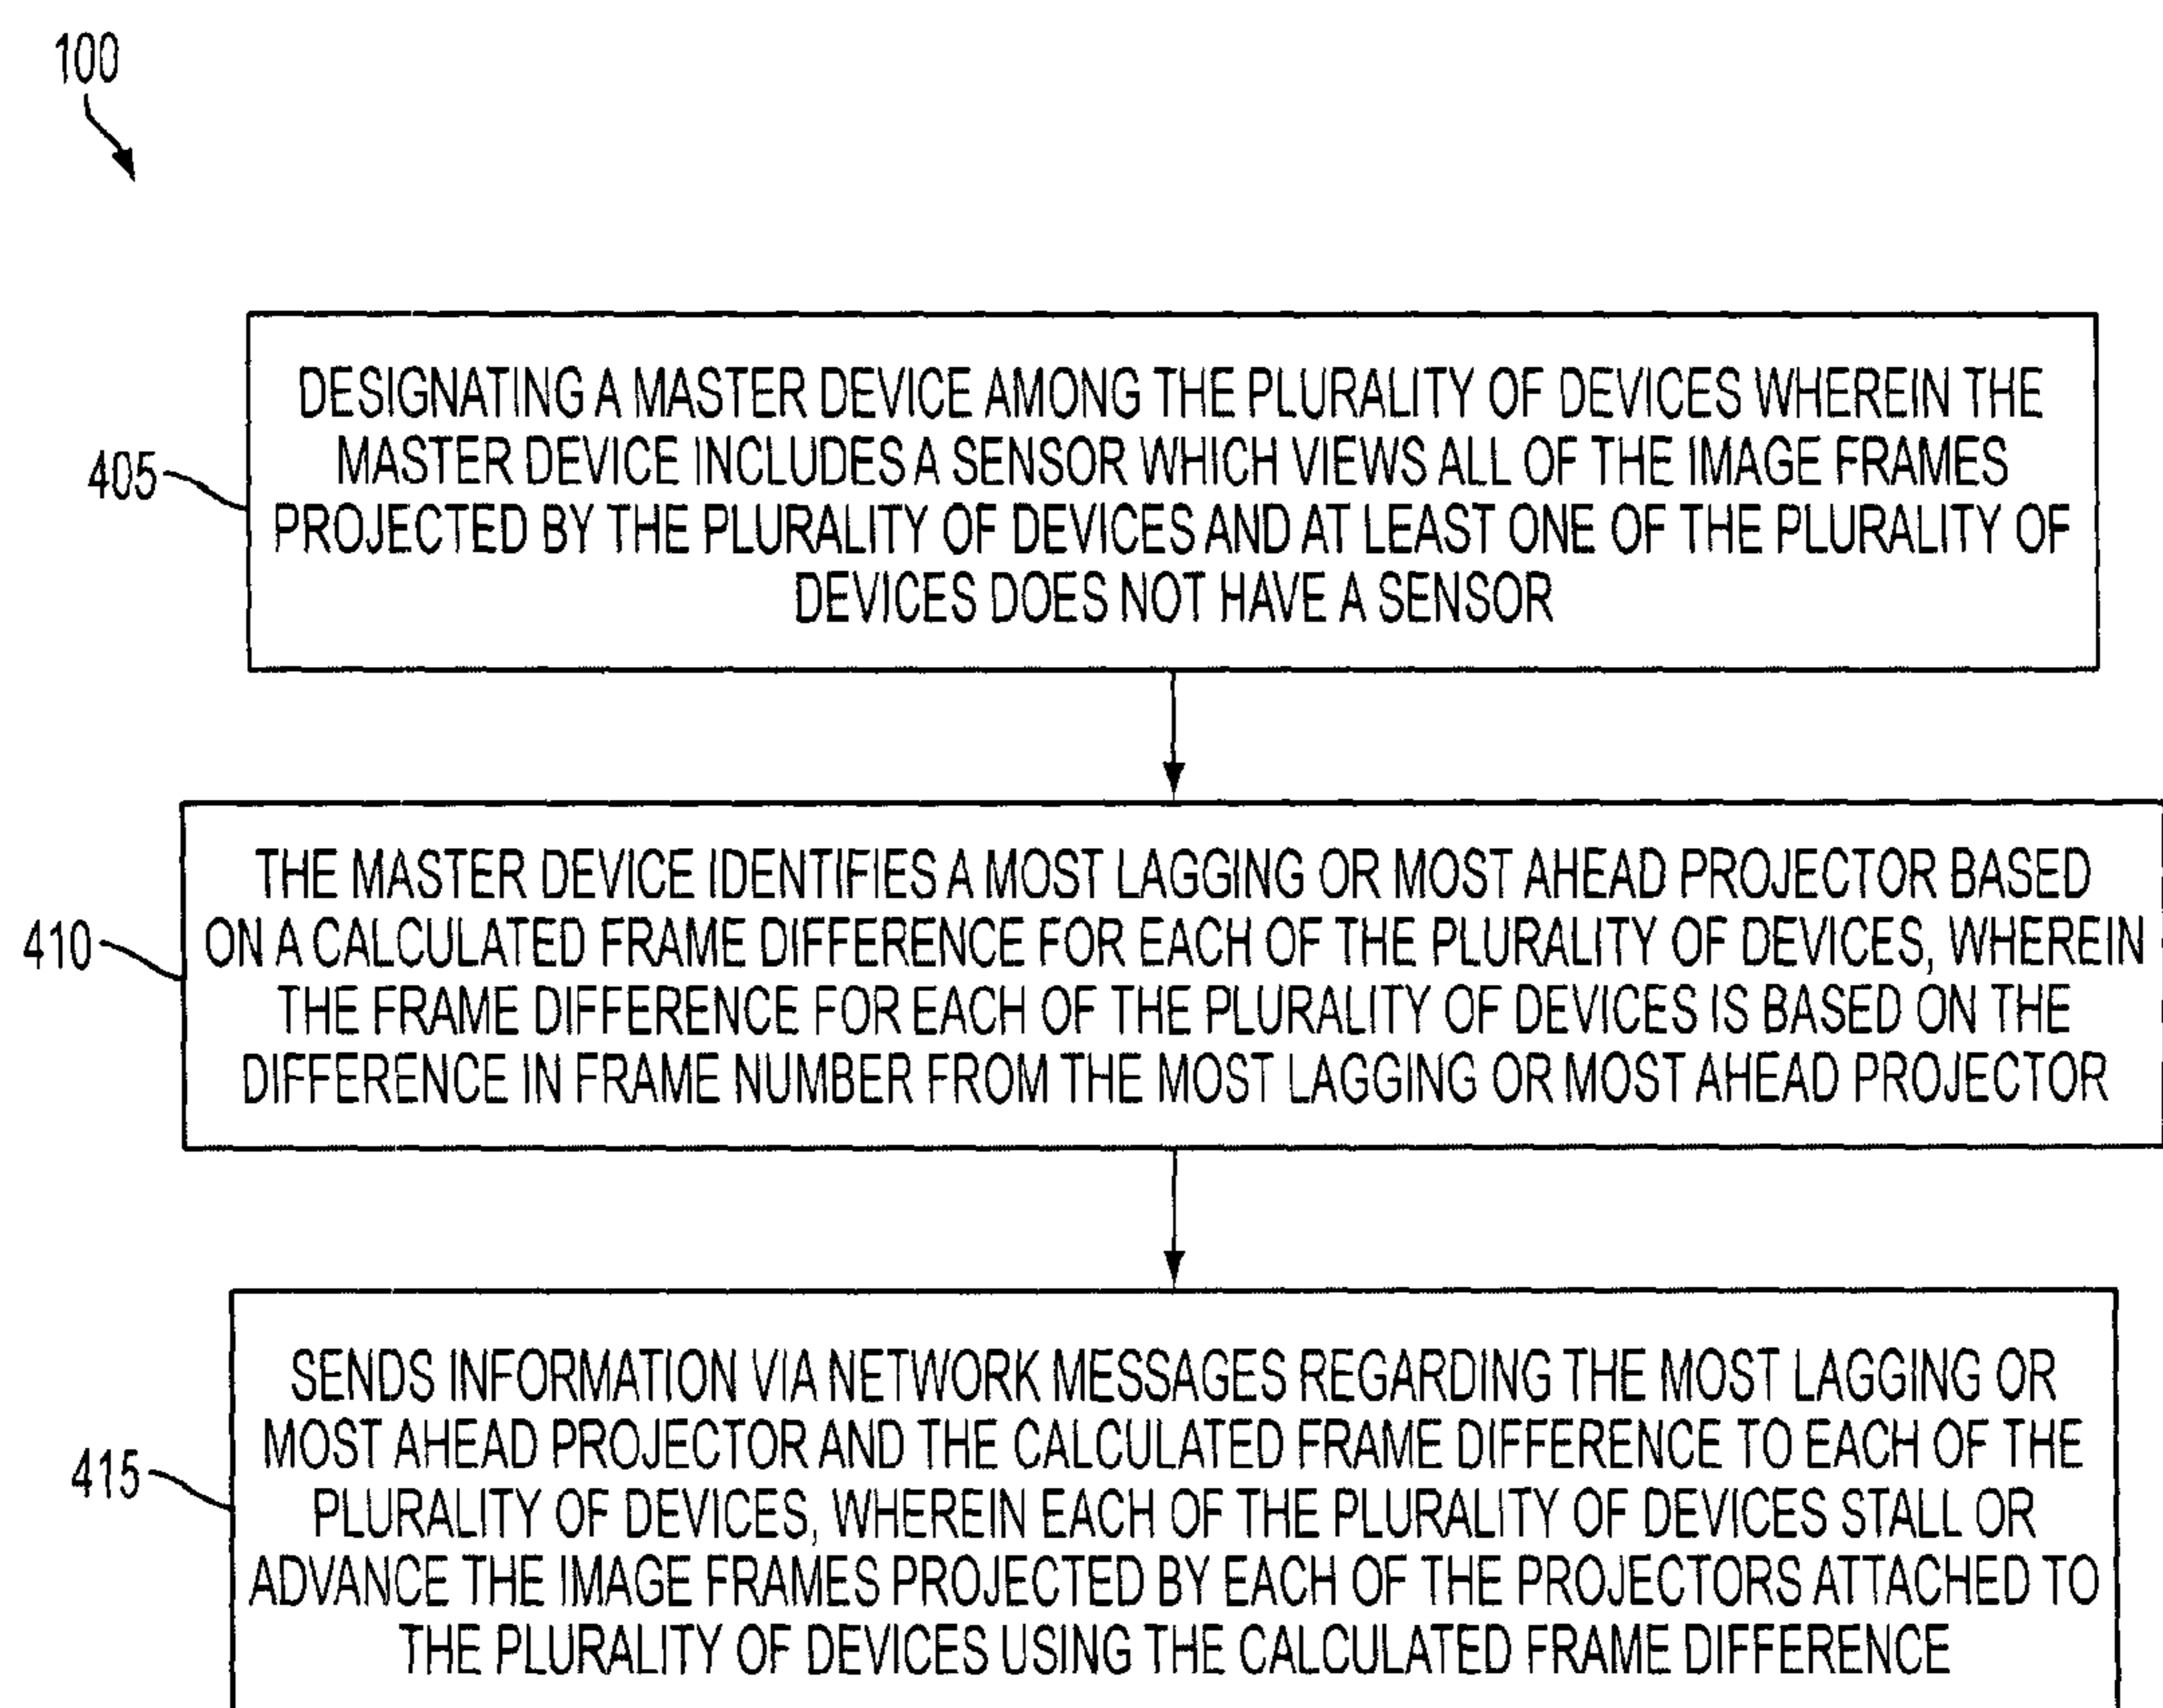 100
405
DESIGNATING A MASTER DEVICE AMONG THE PLURALITY OF DEVICES WHEREIN THE
MASTER DEVICE INCLUDES A SENSOR WHICH VIEWS ALL OF THE IMAGE FRAMES
PROJECTED BY THE PLURALITY OF DEVICES AND AT LEAST ONE OF THE PLURALITY OF
DEVICES DOES NOT HAVE A SENSOR
410
THE MASTER DEVICE IDENTIFIES A MOST LAGGING OR MOST AHEAD PROJECTOR BASED
ON A CALCULATED FRAME DIFFERENCE FOR EACH OF THE PLURALITY OF DEVICES, WHEREIN
THE FRAME DIFFERENCE FOR EACH OF THE PLURALITY OF DEVICES IS BASED ON THE
DIFFERENCE IN FRAME NUMBER FROM THE MOST LAGGING OR MOST AHEAD PROJECTOR
415
SENDS INFORMATION VIA NETWORK MESSAGES REGARDING THE MOST LAGGING OR
MOST AHEAD PROJECTOR AND THE CALCULATED FRAME DIFFERENCE TO EACH OF THE
PLURALITY OF DEVICES, WHEREIN EACH OF THE PLURALITY OF DEVICES STALL OR
ADVANCE THE IMAGE FRAMES PROJECTED BY EACH OF THE PROJECTORS ATTACHED TO
THE PLURALITY OF DEVICES USING THE CALCULATED FRAME DIFFERENCE